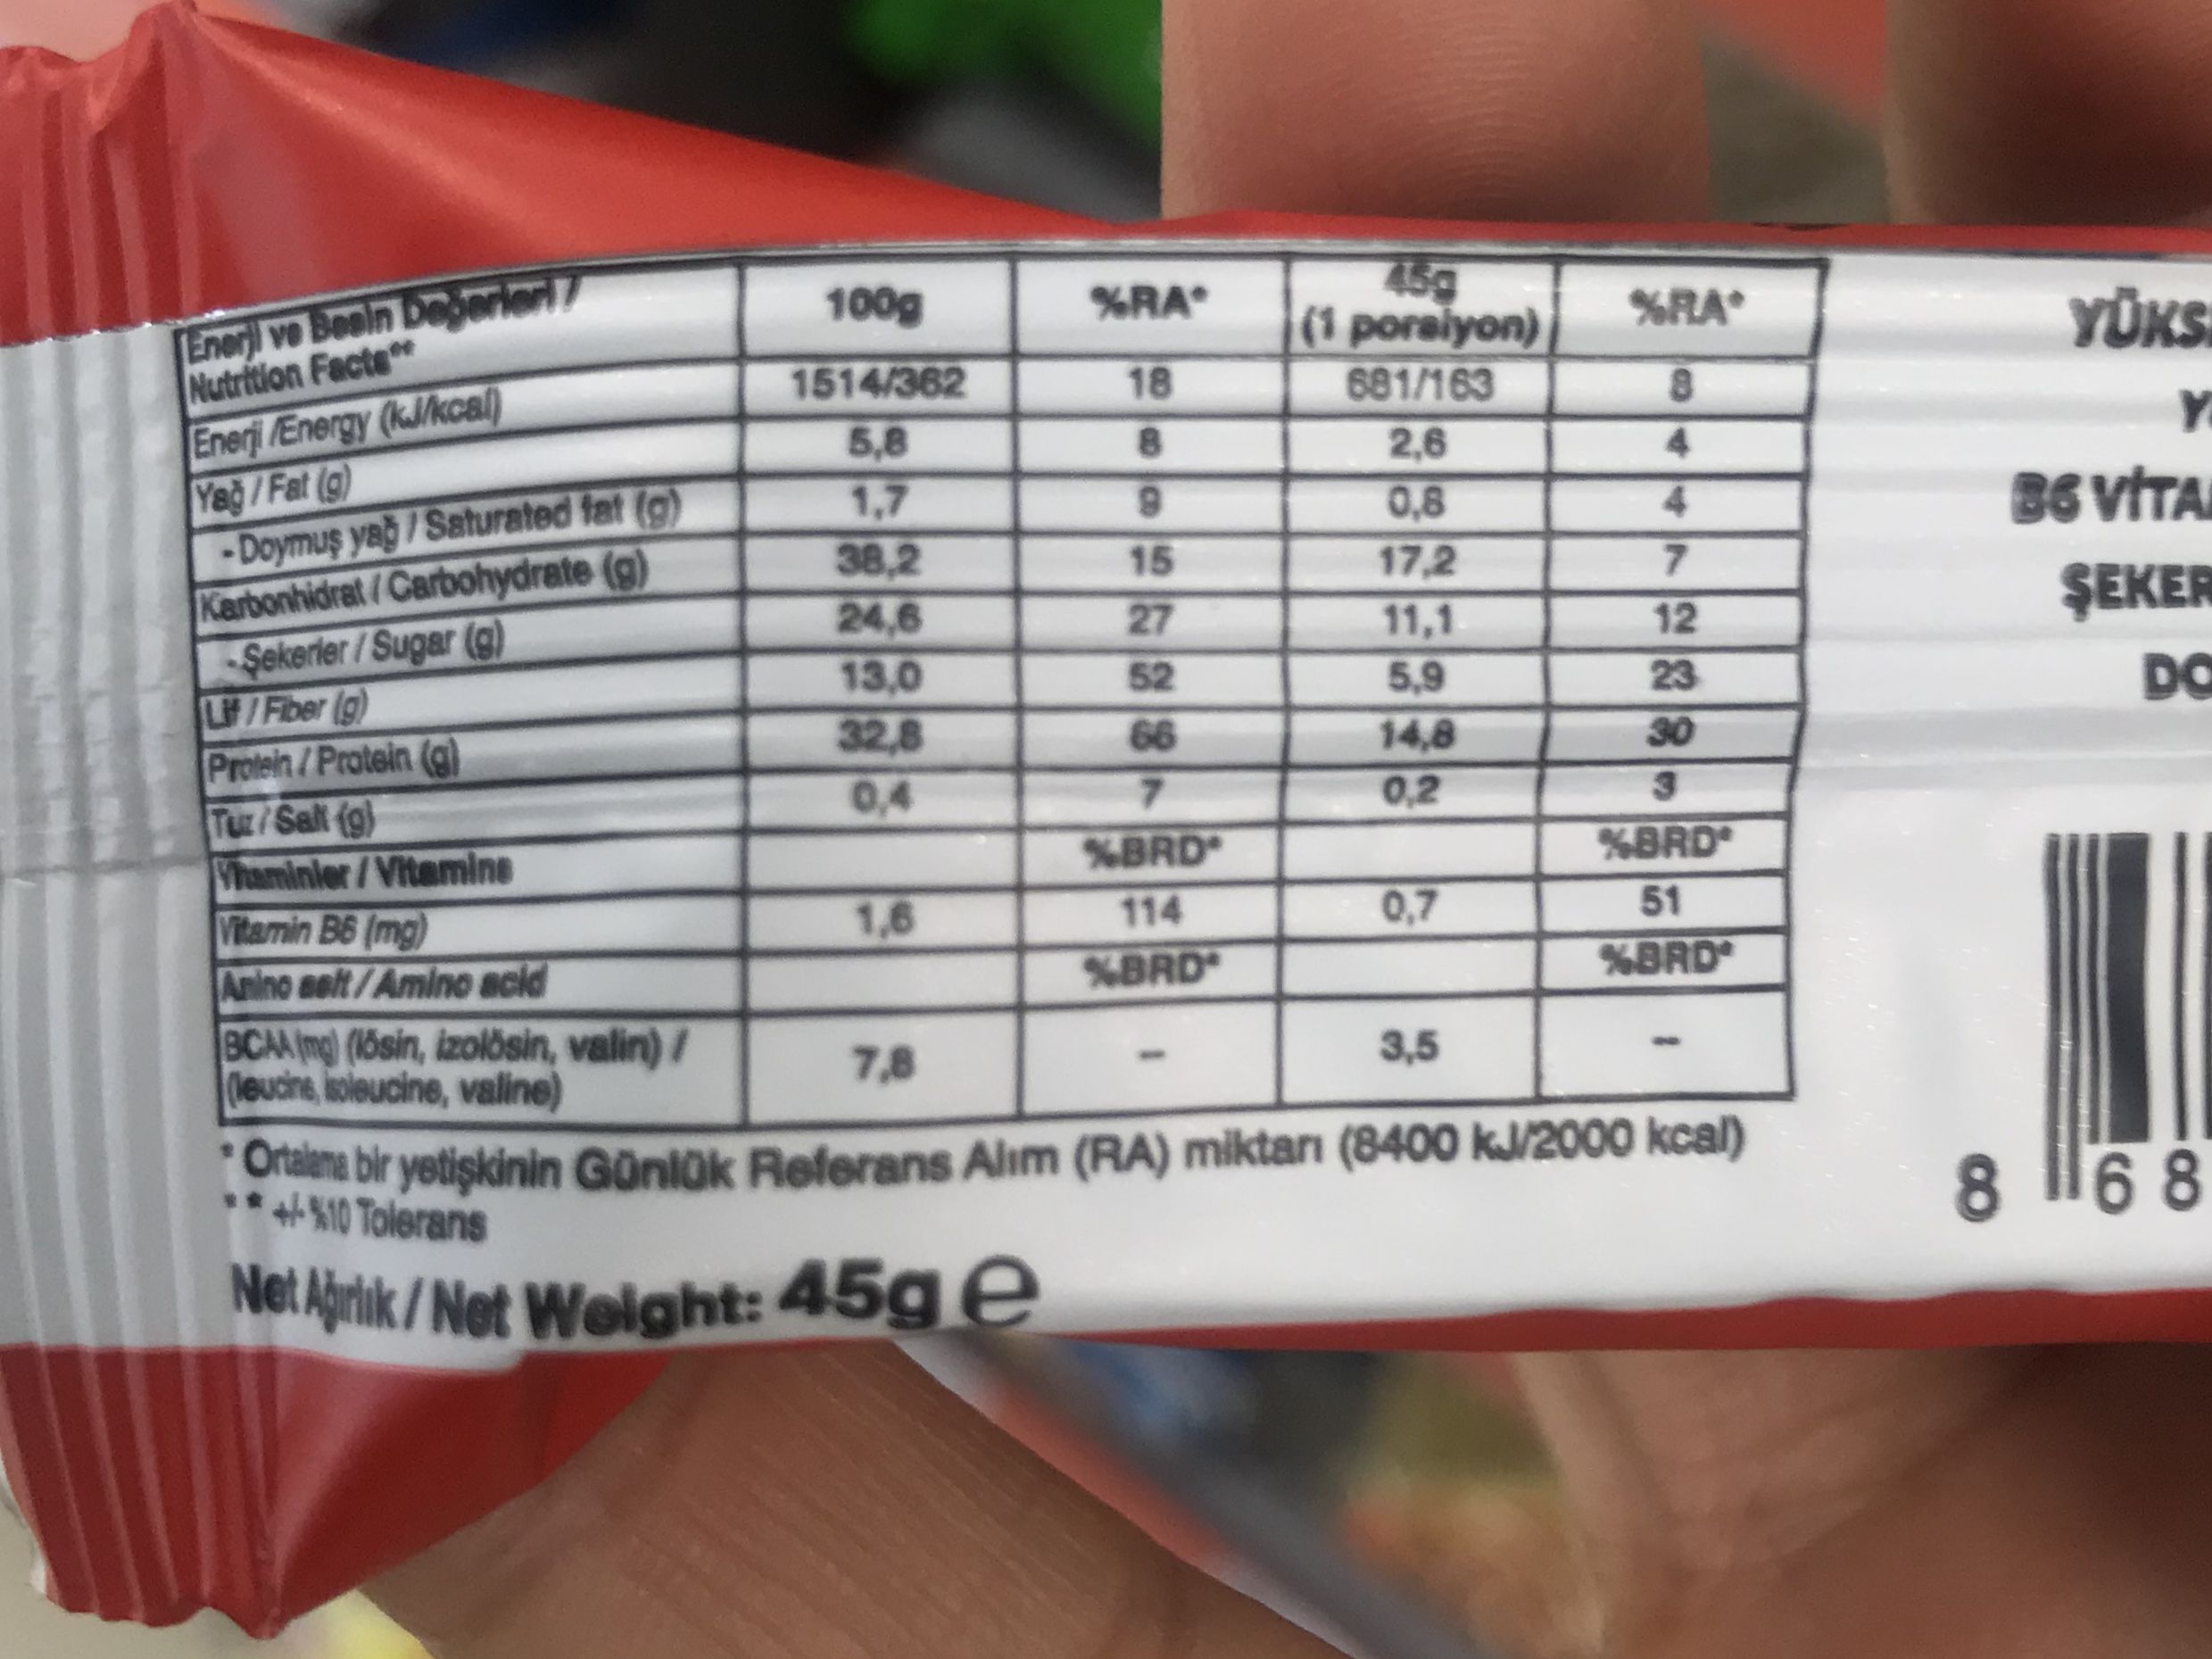 Enerji ve Besin Değerleri /
Nutrition Facts**
100g
%RA*
45g
(1 porsiyon)
%RA*
Enerji /Energy (kJ/kcal) 1514/362 18 681/163 8
Yağ / Fat (g) 5,8 8 2,6 4
- Doymuş yağ / Saturated fat (g) 1,7 9 0,8 4
Karbonhidrat / Carbohydrate (g) 38,2 15 17,2 7
- Şekerler / Sugar (g) 24,6 27 11,1 12
Lif / Fiber (g) 13,0 52 5,9 23
Protein / Protein (g) 32,8 66 14,8 30
Tuz / Salt (g) 0,4 7 0,2 3
Vitaminler / Vitamins %BRD* %BRD*
Vitamin B6 (mg) 1,6 114 0,7 51
Amino asit / Amino acid %BRD* %BRD*
BCAA (mg) (lösin, izolösin, valin) /
(leucine, isoleucine, valine)
7,8 – 3,5 –
* Ortalama bir yetişkinin Günlük Referans Alım (RA) miktarı (8400 kJ/2000 kcal)
** +/- %10 Tolerans
Net Ağırlık / Net Weight: 45g e
YÜKS
B6 VİTA
ŞEKER
DO
8 68